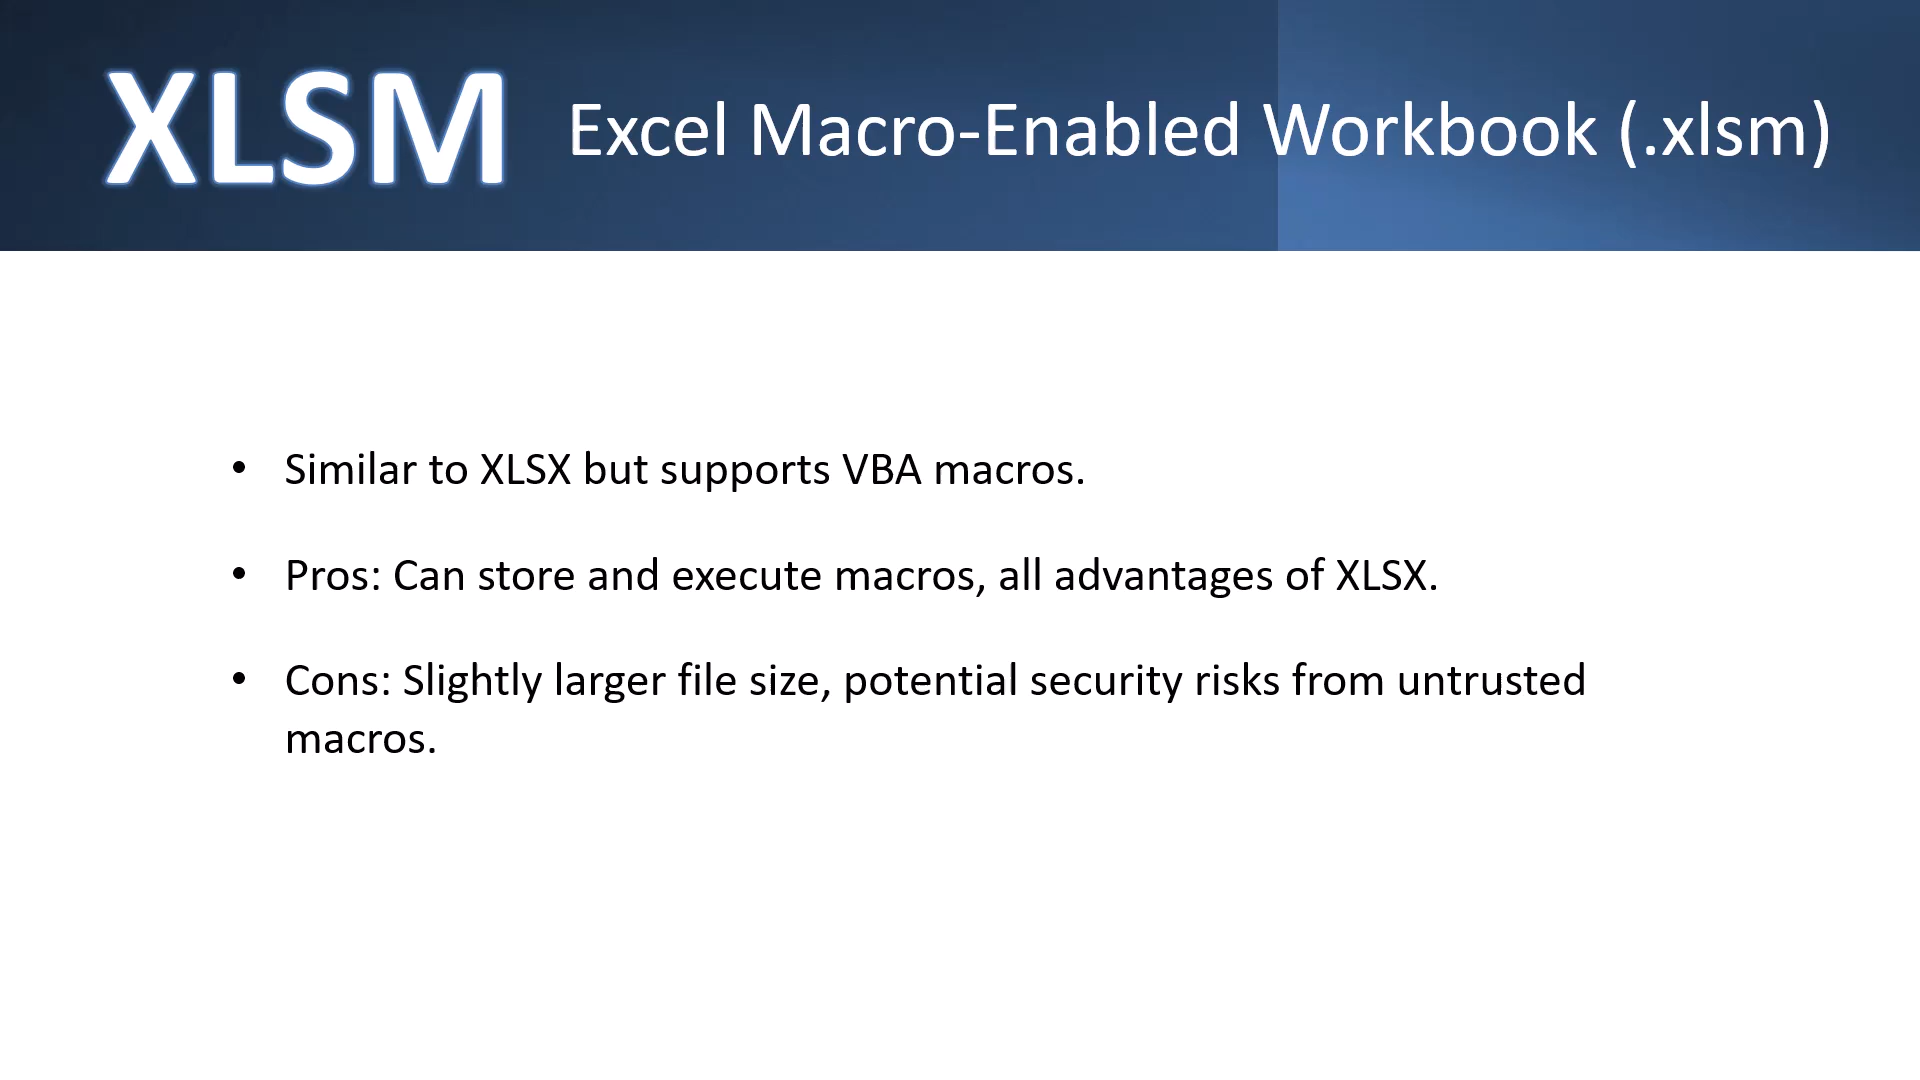 XLSM Excel Macro-Enabled Workbook (.xlsm)
• Similar to XLSX but supports VBA macros.
• Pros: Can store and execute macros, all advantages of XLSX.
• Cons: Slightly larger file size, potential security risks from untrusted
macros.